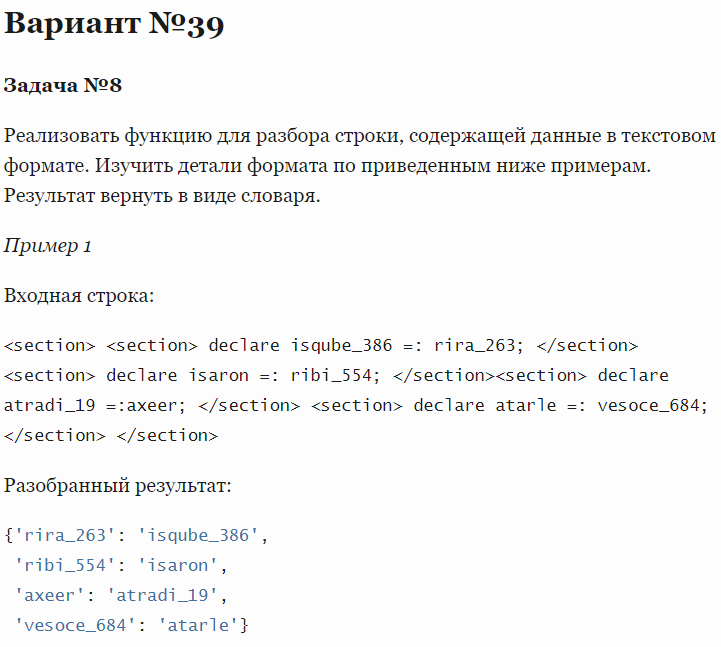 Вариант №39
Задача №8
Реализовать функцию для разбора строки, содержащей данные в текстовом
формате. Изучить детали формата по приведенным ниже примерам.
Результат вернуть в виде словаря.
Пример 1
Входная строка:
<section> <section> declare isqube_386 =: rira_263; </section>
<section> declare isaron =: ribi_554; </section><section> declare
atradi_19 =:axeer; </section> <section> declare atarle =: vesoce_684;
</section> </section>
Разобранный результат:
{'rira_263': 'isqube_386',
 'ribi_554': 'isaron',
 'axeer': 'atradi_19',
 'vesoce_684': 'atarle'}